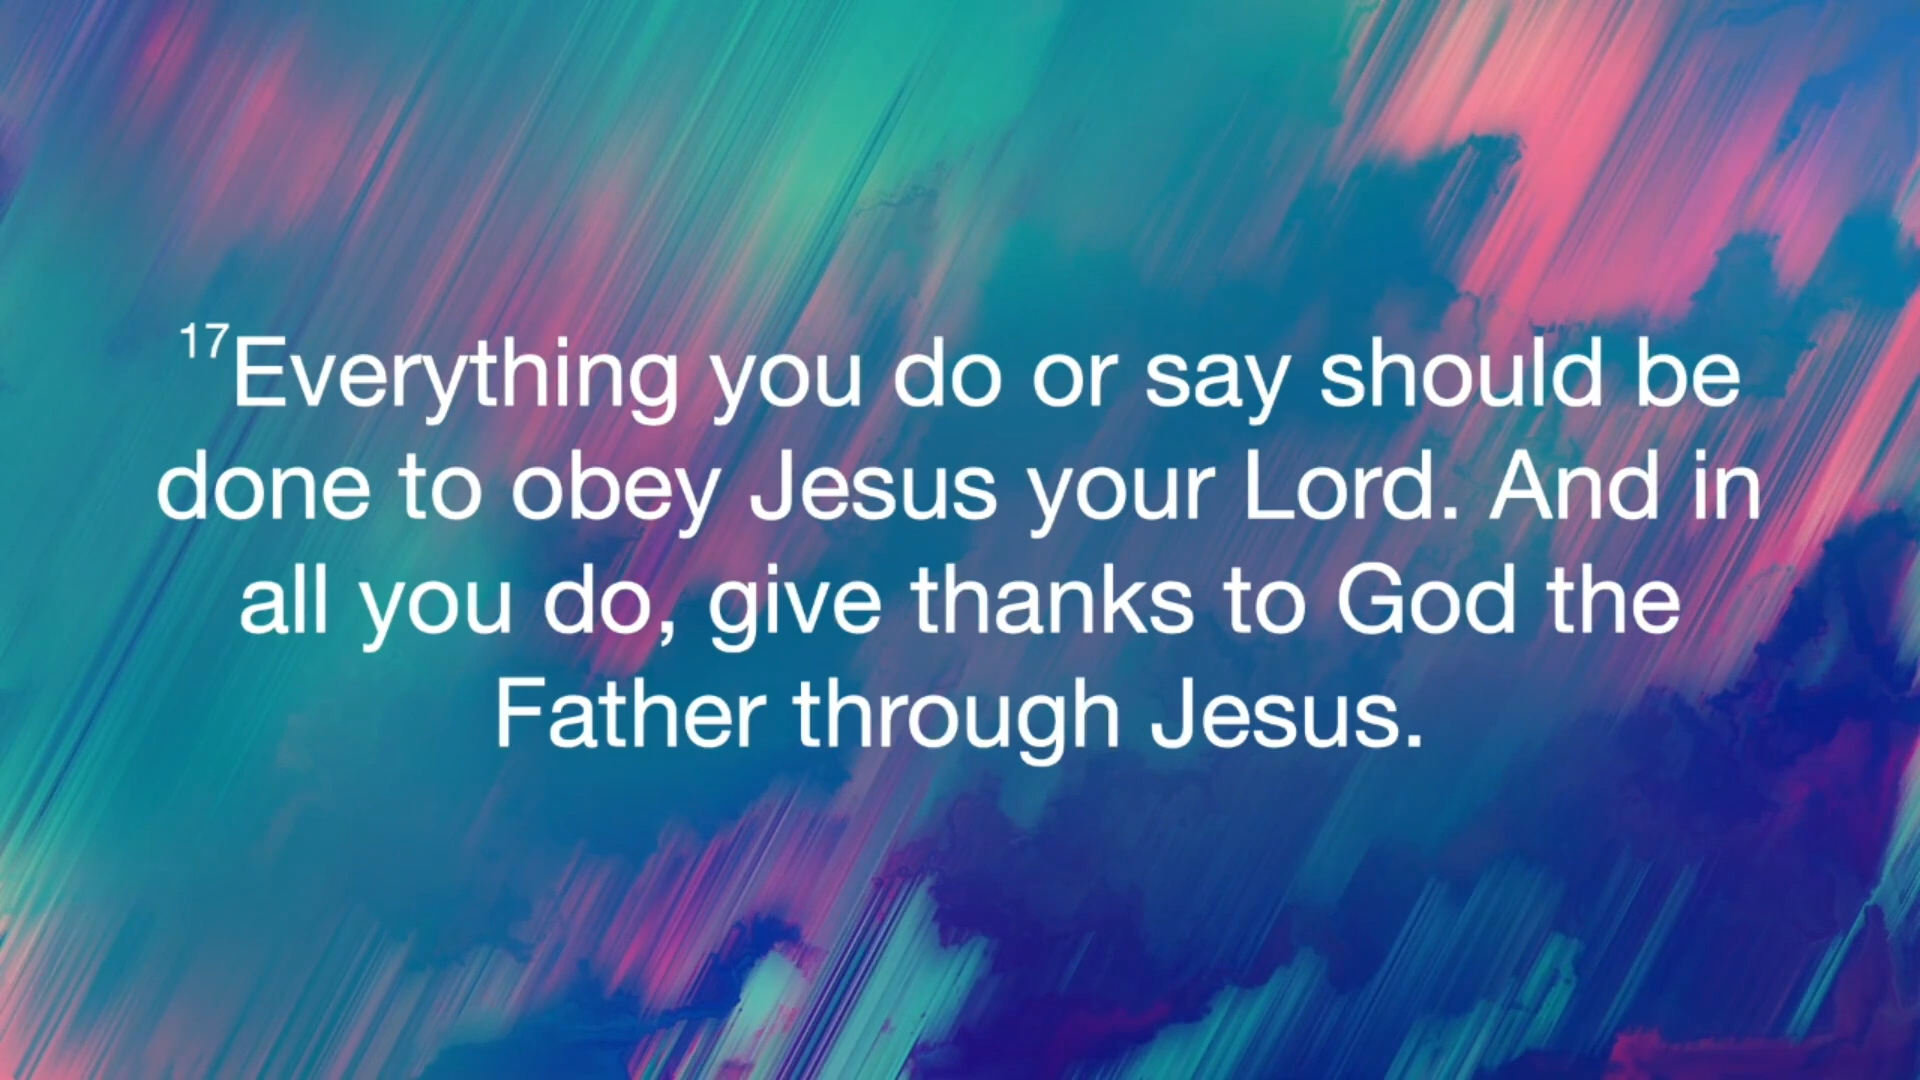 17Everything you do or say should be
done to obey Jesus your Lord. And in
all you do, give thanks to God the
Father through Jesus.